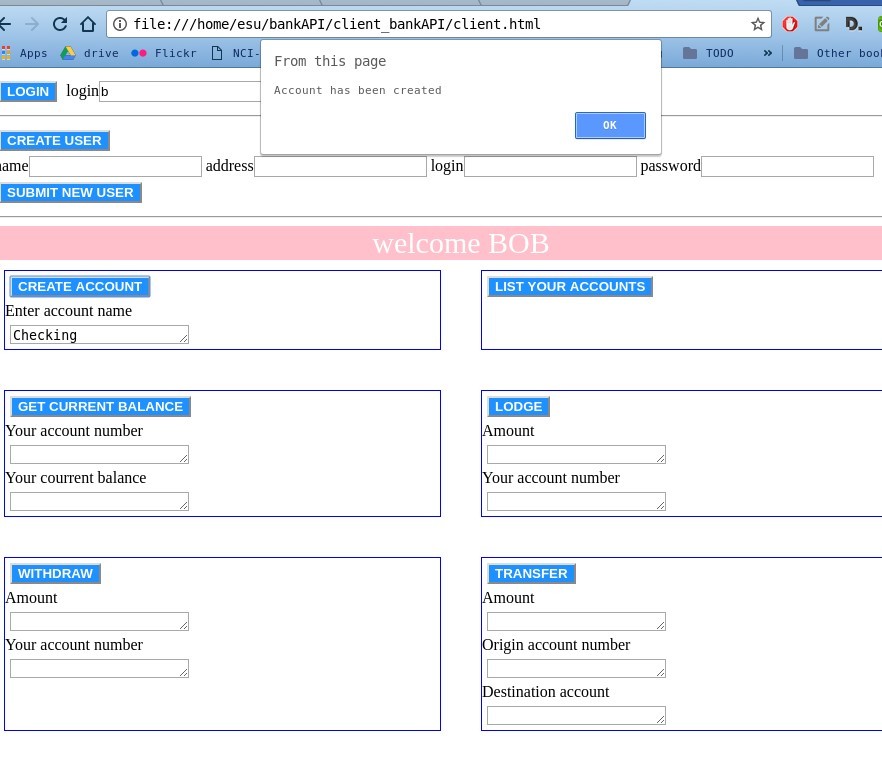 file:///home/esu/bankAPI/client_bankAPI/client.html
Apps drive Flickr NCI- TODO » Other bool
From this page
Account has been created
OK
LOGIN login b
CREATE USER
name address login password
SUBMIT NEW USER
welcome BOB
CREATE ACCOUNT
Enter account name
Checking
LIST YOUR ACCOUNTS
GET CURRENT BALANCE
Your account number
Your courrent balance
LODGE
Amount
Your account number
WITHDRAW
Amount
Your account number
TRANSFER
Amount
Origin account number
Destination account